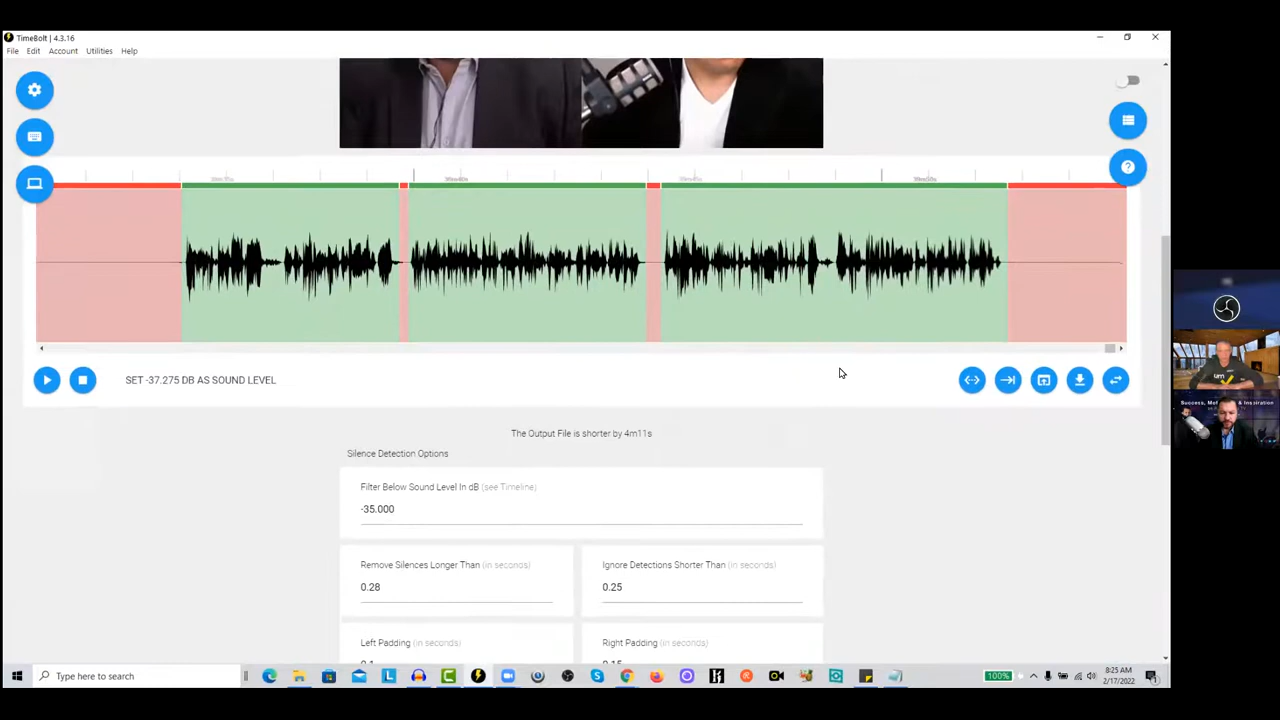 TimeBolt | 4.3.16
File Edit Account Utilities Help
SET -37.275 DB AS SOUND LEVEL
The Output File is shorter by 4m11s
Silence Detection Options
Filter Below Sound Level In dB (see Timeline)
-35.000
Remove Silences Longer Than (in seconds)
0.28
Ignore Detections Shorter Than (in seconds)
0.25
Left Padding (in seconds)
Right Padding (in seconds)
Type here to search
100%
8:25 AM
2/17/2022